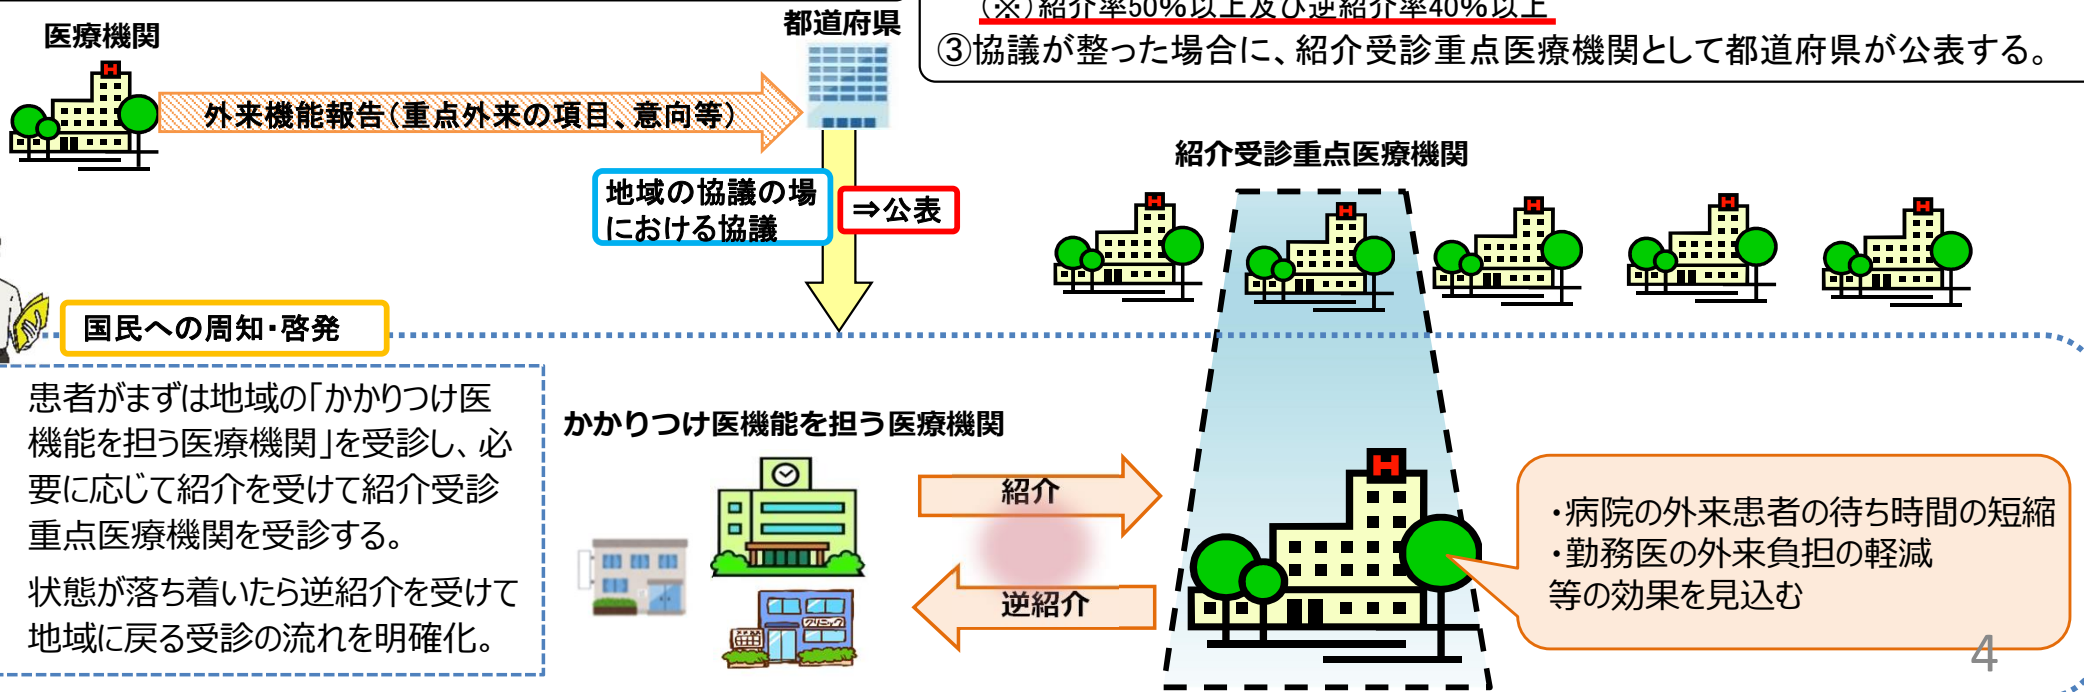 (※)紹介率50%以上及び逆紹介率40%以上
③協議が整った場合に、紹介受診重点医療機関として都道府県が公表する。
医療機関
都道府県
外来機能報告(重点外来の項目、意向等)
地域の協議の場
における協議
⇒公表
紹介受診重点医療機関
国民への周知・啓発
患者がまずは地域の「かかりつけ医
機能を担う医療機関」を受診し、必
要に応じて紹介を受けて紹介受診
重点医療機関を受診する。
状態が落ち着いたら逆紹介を受けて
地域に戻る受診の流れを明確化。
かかりつけ医機能を担う医療機関
クリニック
紹介
逆紹介
・病院の外来患者の待ち時間の短縮
・勤務医の外来負担の軽減
等の効果を見込む
4